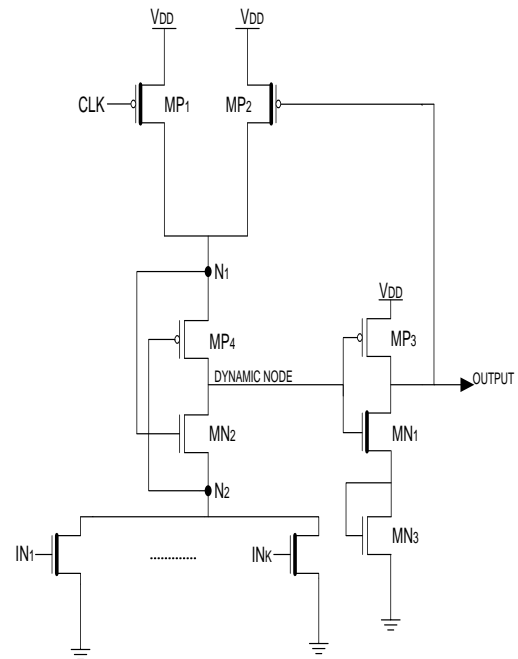 VDD VDD
CLK MP1 MP2
N1
VDD
MP4 MP3
DYNAMIC NODE OUTPUT
MN2 MN1
N2
MN3
IN1 ............. INK